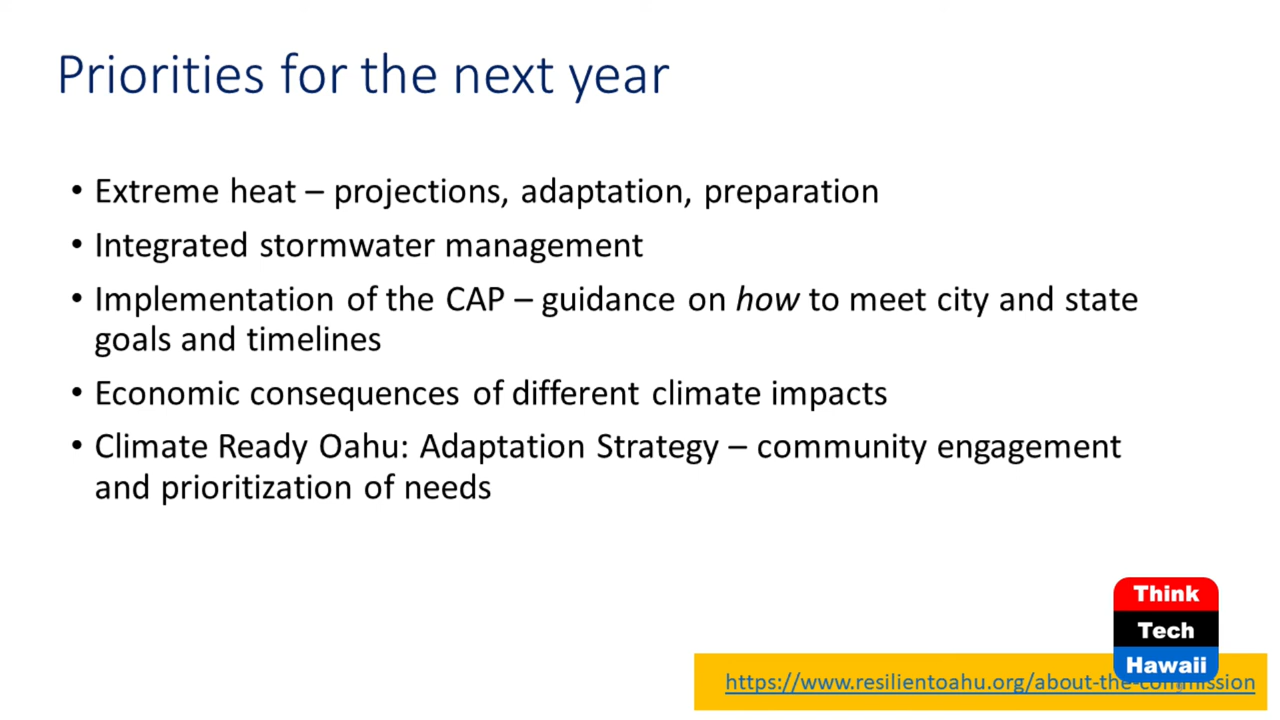 Priorities for the next year
• Extreme heat – projections, adaptation, preparation
• Integrated stormwater management
• Implementation of the CAP – guidance on how to meet city and state
goals and timelines
• Economic consequences of different climate impacts
• Climate Ready Oahu: Adaptation Strategy – community engagement
and prioritization of needs
Think
Tech
Hawaii
https://www.resilientoahu.org/about-the-commission